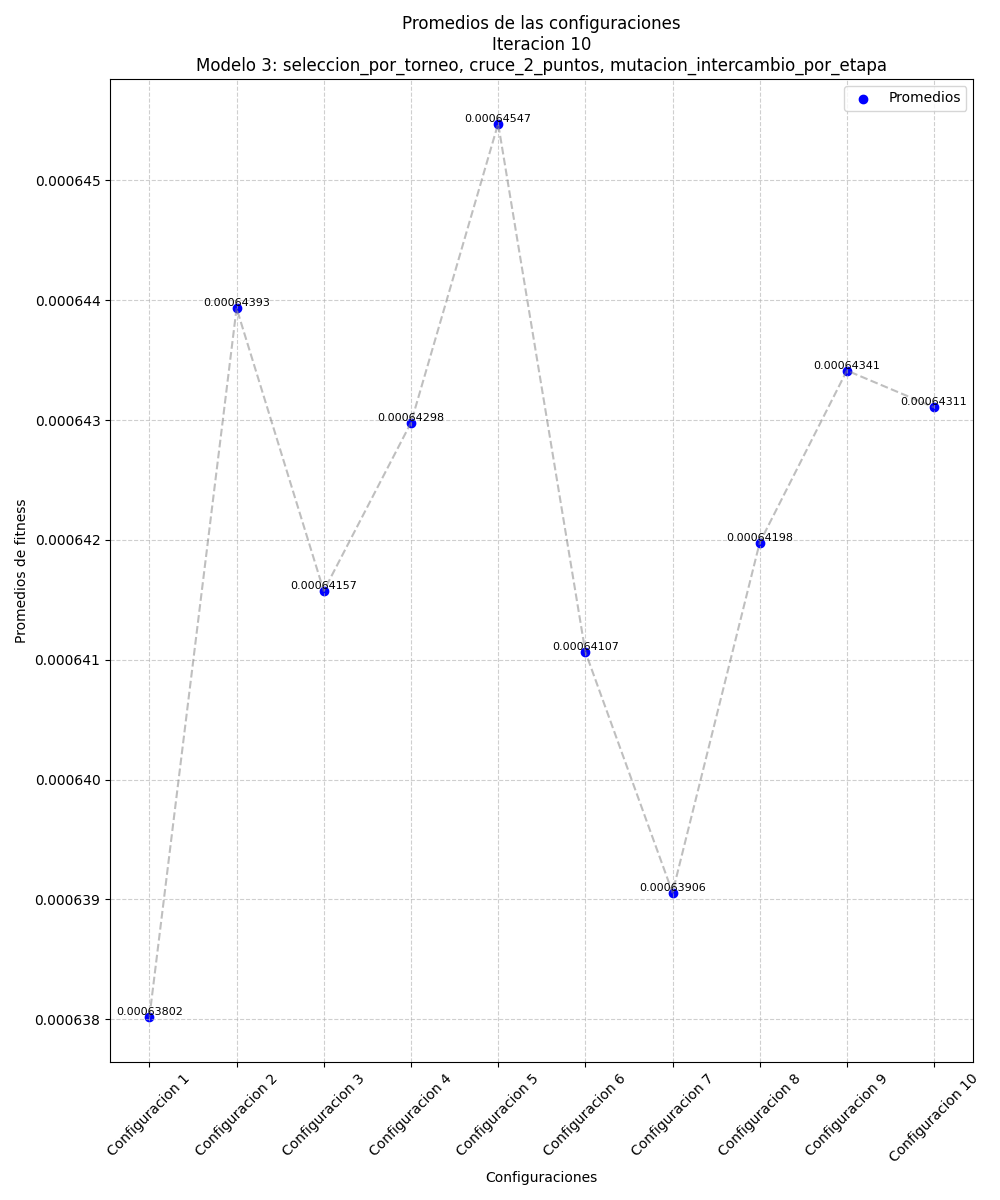 Promedios de las configuraciones
Iteracion 10
Modelo 3: seleccion_por_torneo, cruce_2_puntos, mutacion_intercambio_por_etapa
Promedios
0.00064547
0.000645
0.00064393
0.000644
0.00064341
0.00064311
0.00064298
0.000643
0.00064198
0.000642
0.00064157
0.00064107
0.000641
0.000640
0.00063906
0.000639
0.00063802
0.000638
Promedios de fitness
Configuracion 1
Configuracion 2
Configuracion 3
Configuracion 4
Configuracion 5
Configuracion 6
Configuracion 7
Configuracion 8
Configuracion 9
Configuracion 10
Configuraciones